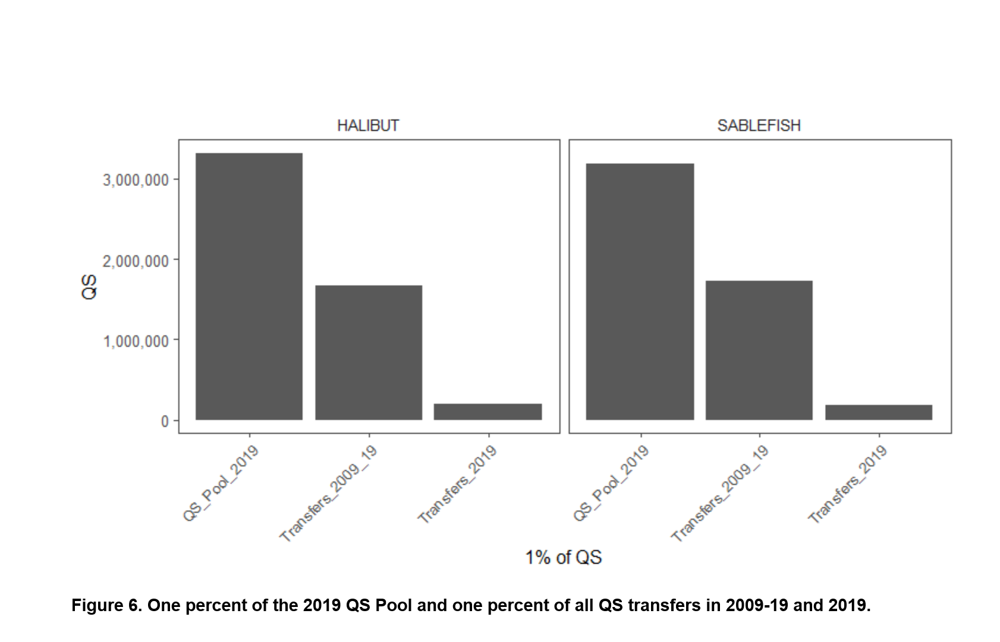 HALIBUT
SABLEFISH
QS
3,000,000
2,000,000
1,000,000
0
QS_Pool_2019
Transfers_2009_19
Transfers_2019
QS_Pool_2019
Transfers_2009_19
Transfers_2019
1% of QS
Figure 6. One percent of the 2019 QS Pool and one percent of all QS transfers in 2009-19 and 2019.